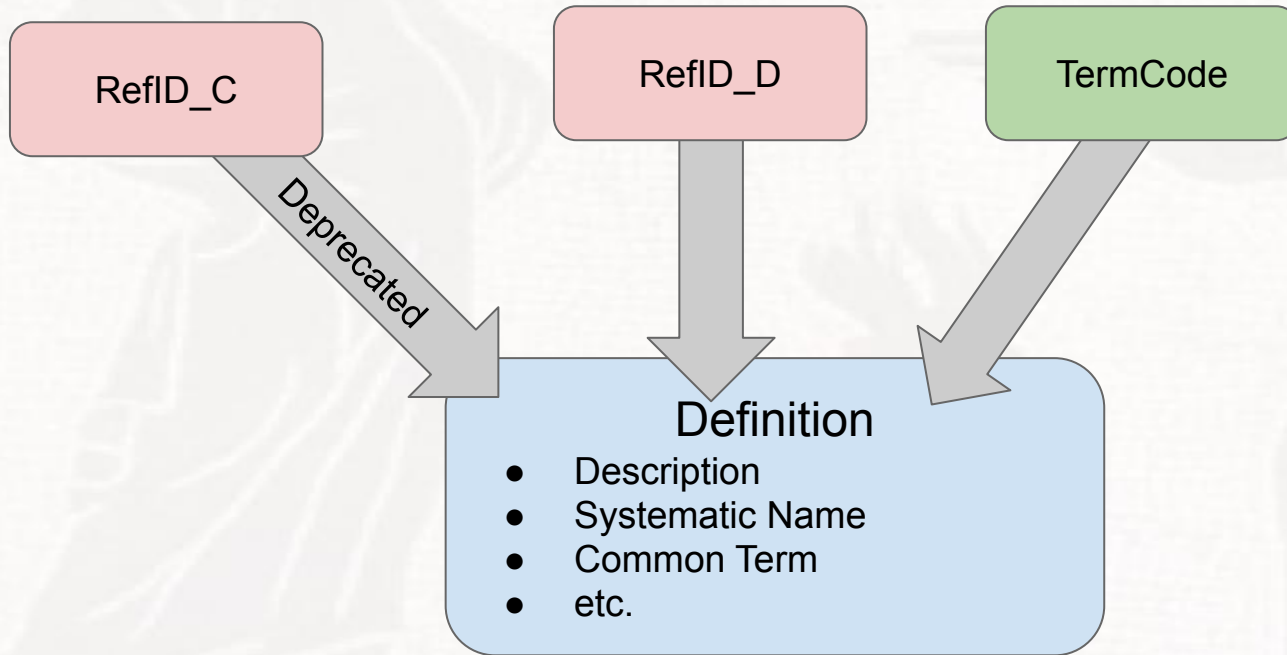 RefID_C
RefID_D
TermCode
Deprecated
Definition
● Description
● Systematic Name
● Common Term
● etc.